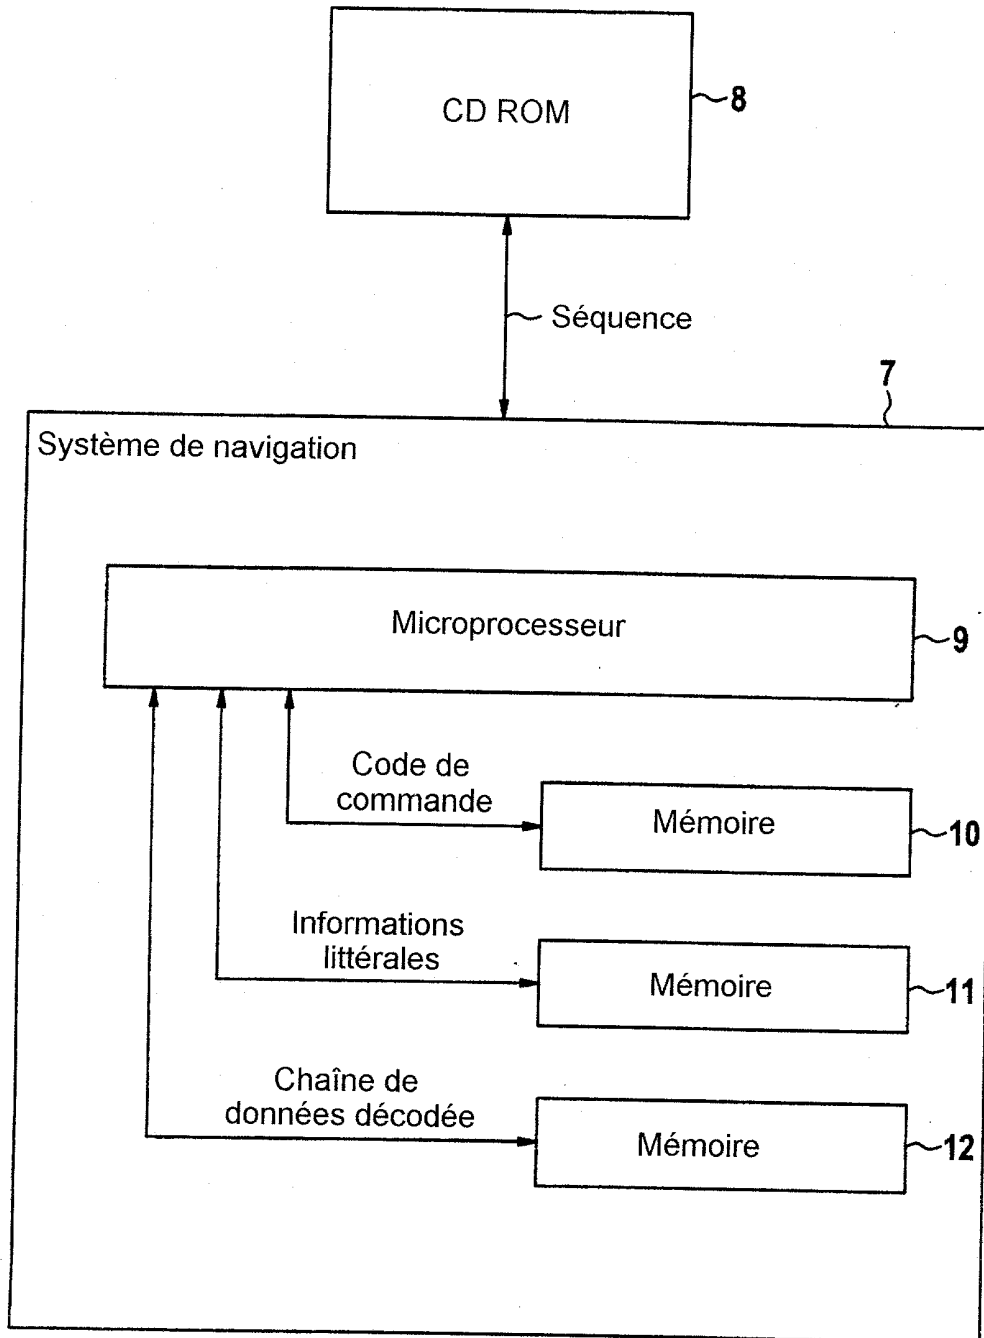 CD ROM
8
Séquence
7
Système de navigation
Microprocesseur
9
Code de
commande
Mémoire
10
Informations
littérales
Mémoire
11
Chaîne de
données décodée
Mémoire
12